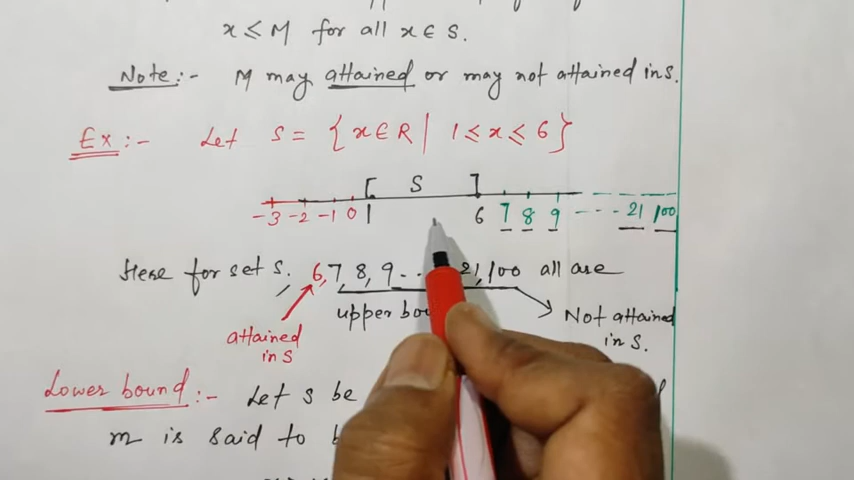 x ≤ M for all x ∈ S.
Note:- M may attained or may not attained in S.
Ex:- Let S = { x ∈ R | 1 ≤ x ≤ 6 }
[ S ]
-3 -2 -1 0 1 6 7 8 9 ---- 21 100
Here for set S. 6, 7, 8, 9 -- 21, 100 all are
upper Not attained
attained in S.
in S
Lower bound :- Let S be
m is said to